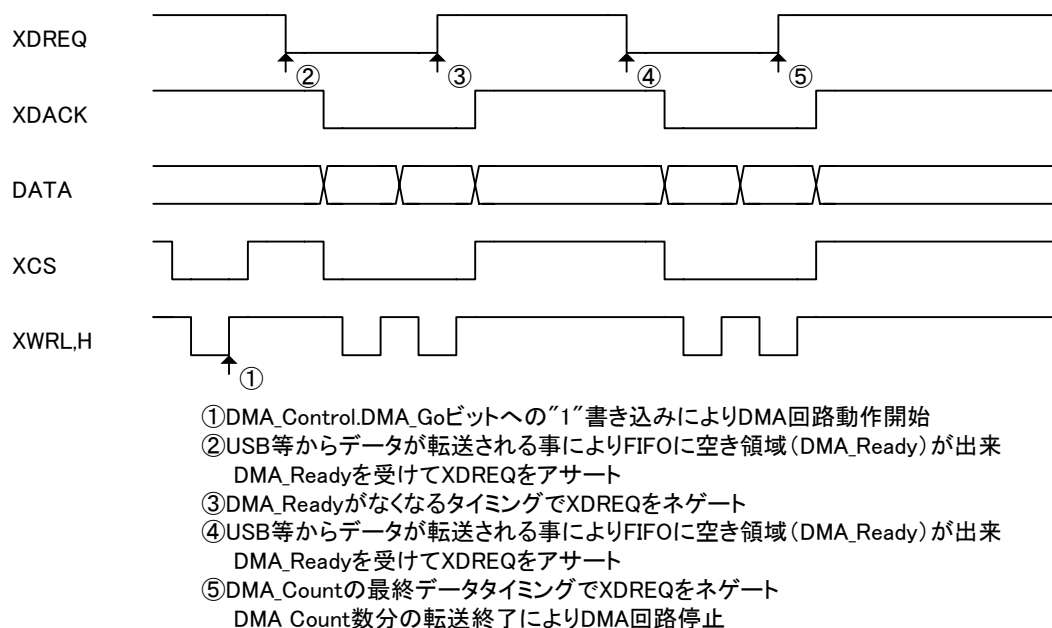 XDREQ
② ③ ④ ⑤
XDACK
DATA
XCS
XWRL,H
①
①DMA_Control.DMA_Goビットへの"1"書き込みによりDMA回路動作開始
②USB等からデータが転送される事によりFIFOに空き領域(DMA_Ready)が出来
DMA_Readyを受けてXDREQをアサート
③DMA_ReadyがなくなるタイミングでXDREQをネゲート
④USB等からデータが転送される事によりFIFOに空き領域(DMA_Ready)が出来
DMA_Readyを受けてXDREQをアサート
⑤DMA_Countの最終データタイミングでXDREQをネゲート
DMA Count数分の転送終了によりDMA回路停止